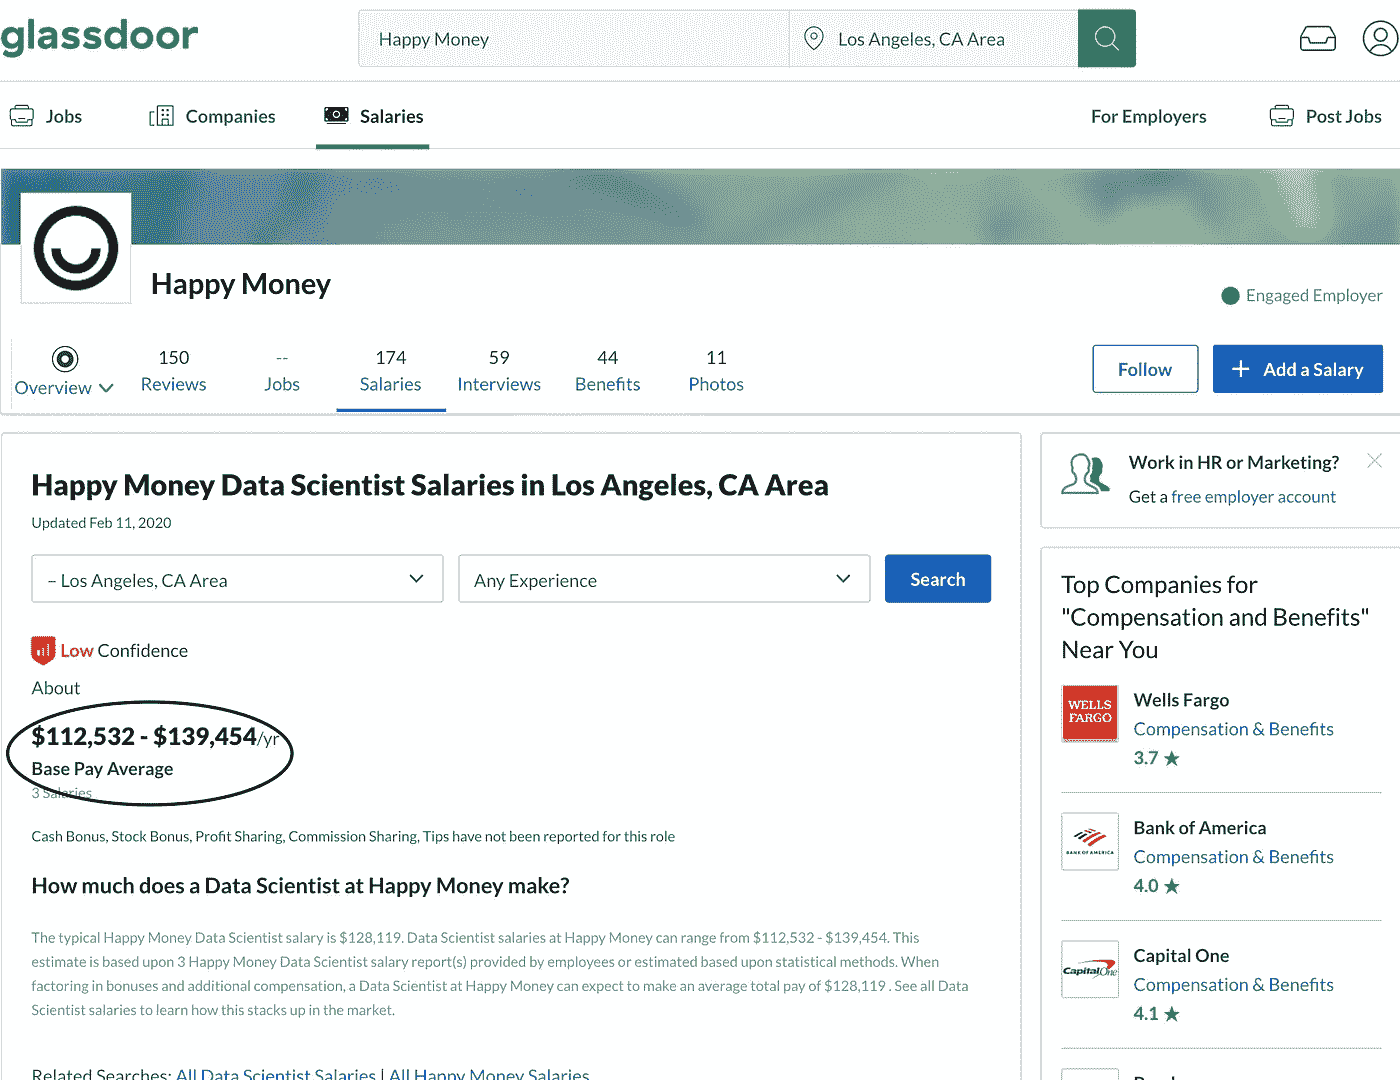 glassdoor
Happy Money
Los Angeles, CA Area
Jobs
Companies
Salaries
For Employers
Post Jobs
Happy Money
Engaged Employer
Overview
150
Reviews
--
Jobs
174
Salaries
59
Interviews
44
Benefits
11
Photos
Follow
+ Add a Salary
Happy Money Data Scientist Salaries in Los Angeles, CA Area
Updated Feb 11, 2020
– Los Angeles, CA Area
Any Experience
Search
Low Confidence
About
$112,532 - $139,454/yr
Base Pay Average
3 Salaries
Cash Bonus, Stock Bonus, Profit Sharing, Commission Sharing, Tips have not been reported for this role
How much does a Data Scientist at Happy Money make?
The typical Happy Money Data Scientist salary is $128,119. Data Scientist salaries at Happy Money can range from $112,532 - $139,454. This
estimate is based upon 3 Happy Money Data Scientist salary report(s) provided by employees or estimated based upon statistical methods. When
factoring in bonuses and additional compensation, a Data Scientist at Happy Money can expect to make an average total pay of $128,119 . See all Data
Scientist salaries to learn how this stacks up in the market.
Related Searches: All Data Scientist Salaries | All Happy Money Salaries
Work in HR or Marketing?
Get a free employer account
Top Companies for
"Compensation and Benefits"
Near You
WELLS
FARGO
Wells Fargo
Compensation & Benefits
3.7 ★
BANK OF AMERICA
Bank of America
Compensation & Benefits
4.0 ★
Capital One
Capital One
Compensation & Benefits
4.1 ★